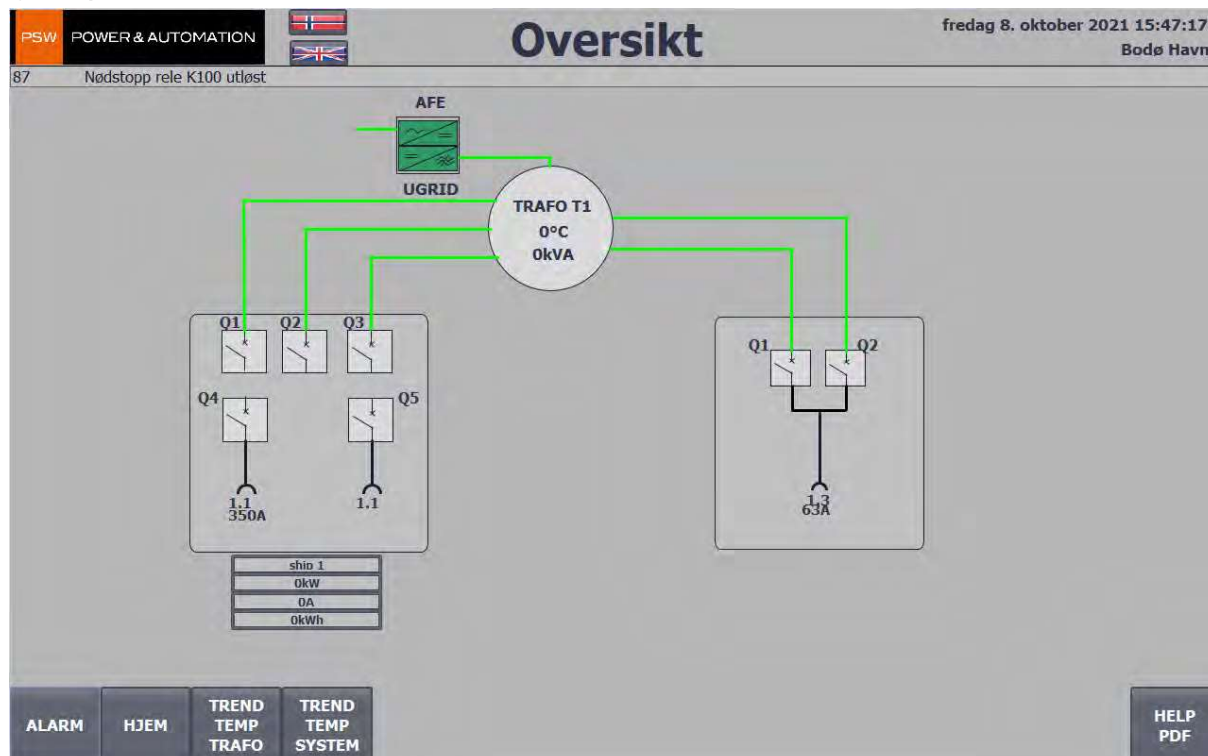 PSW POWER & AUTOMATION
Oversikt
fredag 8. oktober 2021 15:47:17
Bodø Havn
87 Nødstopp rele K100 utløst
AFE
UGRID
TRAFO T1
0°C
0kVA
Q1 Q2 Q3
Q4 Q5
1.1
350A
1.1
Q1 Q2
1.3
63A
ship 1
0kW
0A
0kWh
ALARM
HJEM
TREND
TEMP
TRAFO
TREND
TEMP
SYSTEM
HELP
PDF